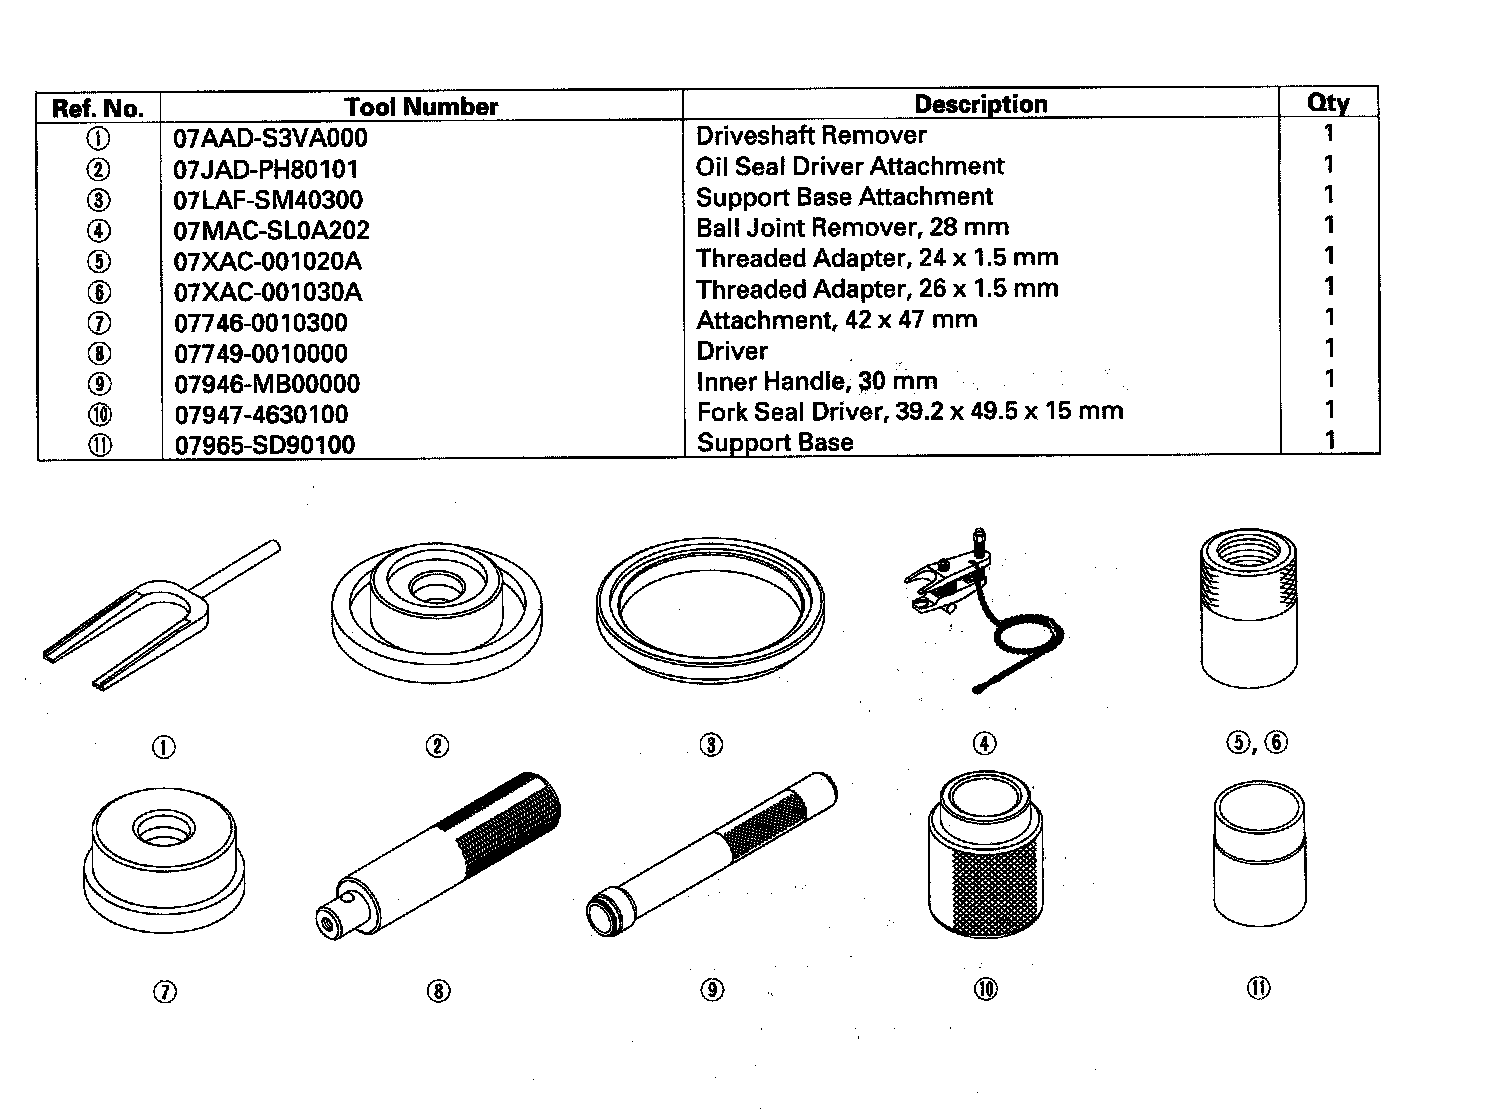 Ref. No. Tool Number Description Qty
① 07AAD-S3VA000 Driveshaft Remover 1
② 07JAD-PH80101 Oil Seal Driver Attachment 1
③ 07LAF-SM40300 Support Base Attachment 1
④ 07MAC-SL0A202 Ball Joint Remover, 28 mm 1
⑤ 07XAC-001020A Threaded Adapter, 24 x 1.5 mm 1
⑥ 07XAC-001030A Threaded Adapter, 26 x 1.5 mm 1
⑦ 07746-0010300 Attachment, 42 x 47 mm 1
⑧ 07749-0010000 Driver 1
⑨ 07946-MB00000 Inner Handle, 30 mm 1
⑩ 07947-4630100 Fork Seal Driver, 39.2 x 49.5 x 15 mm 1
⑪ 07965-SD90100 Support Base 1
① ② ③ ④ ⑤, ⑥
⑦ ⑧ ⑨ ⑩ ⑪